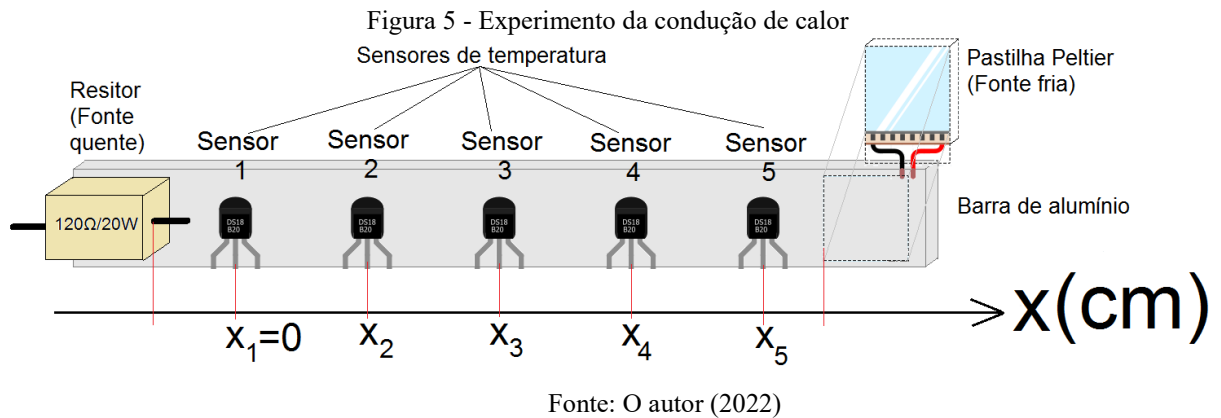 Figura 5 - Experimento da condução de calor
Sensores de temperatura
Resitor
(Fonte
quente)
Sensor
1
Sensor
2
Sensor
3
Sensor
4
Sensor
5
Pastilha Peltier
(Fonte fria)
120Ω/20W
DS18
B20
DS18
B20
DS18
B20
DS18
B20
DS18
B20
Barra de alumínio
x₁=0
x₂
x₃
x₄
x₅
x(cm)
Fonte: O autor (2022)